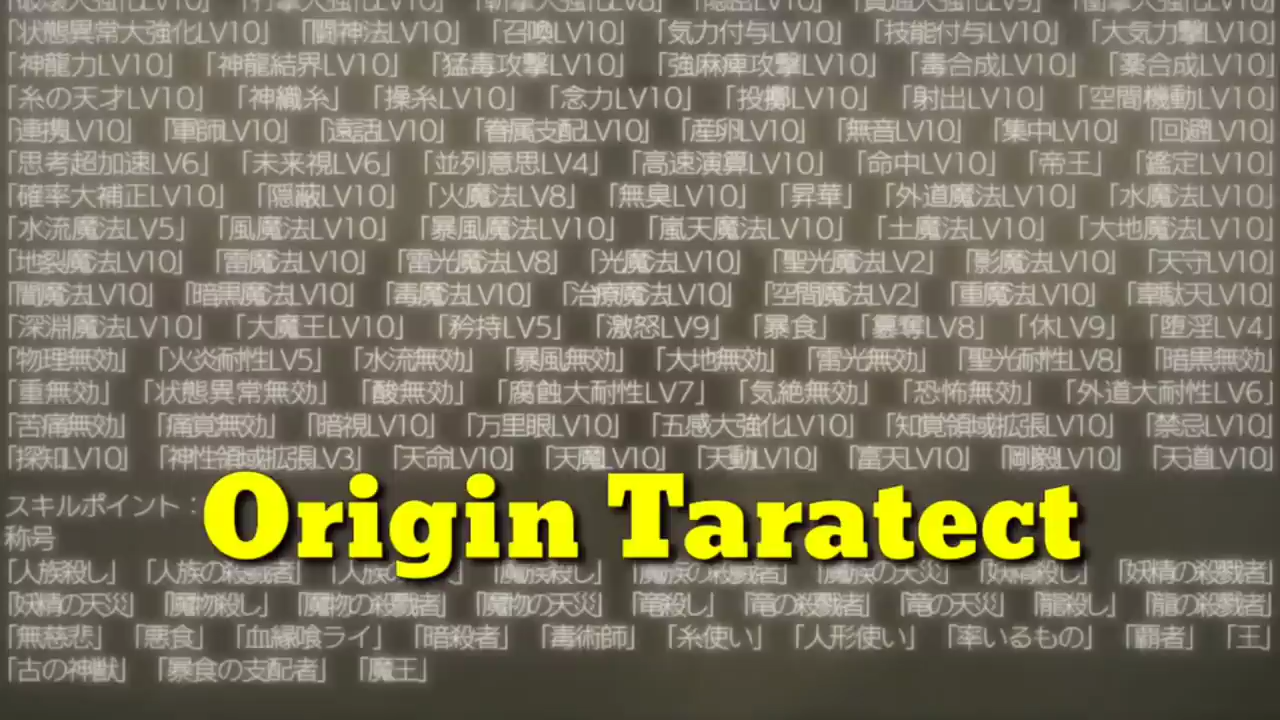 「状態異常大強化LV10」 「闘神法LV10」 「召喚LV10」 「気力付与LV10」 「技能付与LV10」 「大気力撃LV10」
「神龍力LV10」 「神龍結界LV10」 「猛毒攻撃LV10」 「強麻痺攻撃LV10」 「毒合成LV10」 「薬合成LV10」
「糸の天才LV10」 「神織糸」 「操糸LV10」 「念力LV10」 「投擲LV10」 「射出LV10」 「空間機動LV10」
「連携LV10」 「軍師LV10」 「遠話LV10」 「眷属支配LV10」 「産卵LV10」 「無音LV10」 「集中LV10」 「回避LV10」
「思考超加速LV6」 「未来視LV6」 「並列意思LV4」 「高速演算LV10」 「命中LV10」 「帝王」 「鑑定LV10」
「確率大補正LV10」 「隠蔽LV10」 「火魔法LV8」 「無臭LV10」 「昇華」 「外道魔法LV10」 「水魔法LV10」
「水流魔法LV5」 「風魔法LV10」 「暴風魔法LV10」 「嵐天魔法LV10」 「土魔法LV10」 「大地魔法LV10」
「地裂魔法LV10」 「雷魔法LV10」 「雷光魔法LV8」 「光魔法LV10」 「聖光魔法LV2」 「影魔法LV10」 「天守LV10」
「闇魔法LV10」 「暗黒魔法LV10」 「毒魔法LV10」 「治療魔法LV10」 「空間魔法LV2」 「重魔法LV10」 「韋駄天LV10」
「深淵魔法LV10」 「大魔王LV10」 「矜持LV5」 「激怒LV9」 「暴食」 「簒奪LV8」 「休LV9」 「堕淫LV4」
「物理無効」 「火炎耐性LV5」 「水流無効」 「暴風無効」 「大地無効」 「雷光無効」 「聖光耐性LV8」 「暗黒無効」
「重無効」 「状態異常無効」 「酸無効」 「腐蝕大耐性LV7」 「気絶無効」 「恐怖無効」 「外道大耐性LV6」
「苦痛無効」 「痛覚無効」 「暗視LV10」 「万里眼LV10」 「五感大強化LV10」 「知覚領域拡張LV10」 「禁忌LV10」
「探知LV10」 「神性領域拡張LV3」 「天命LV10」 「天魔LV10」 「天動LV10」 「富天LV10」 「剛毅LV10」 「天道LV10」
スキルポイント：
Origin Taratect
称号
「人族殺し」 「人族の殺戮者」 「人族の 「魔族殺し」 「魔族の殺戮者」 「魔族の天災」 「妖精殺し」 「妖精の殺戮者」
「妖精の天災」 「魔物殺し」 「魔物の殺戮者」 「魔物の天災」 「竜殺し」 「竜の殺戮者」 「竜の天災」 「龍殺し」 「龍の殺戮者」
「無慈悲」 「悪食」 「血縁喰ライ」 「暗殺者」 「毒術師」 「糸使い」 「人形使い」 「率いるもの」 「覇者」 「王」
「古の神獣」 「暴食の支配者」 「魔王」